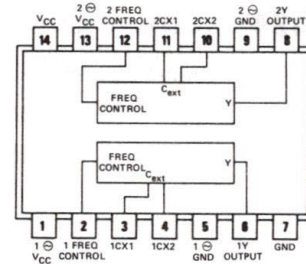 2 ⊖ 2 FREQ 2CX1 2CX2 2 ⊖ 2Y
VCC VCC CONTROL GND OUTPUT
14 13 12 11 10 9 8
Cext
FREQ Y
CONTROL
FREQ
CONTROL Y
Cext
1 2 3 4 5 6 7
1 ⊖ 1 FREQ 1CX1 1CX2 1 ⊖ 1Y GND
VCC CONTROL GND OUTPUT